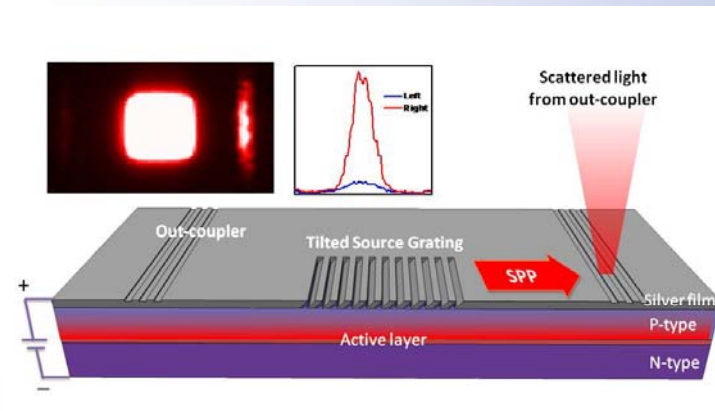 Left
Right
Scattered light
from out-coupler
Out-coupler
Tilted Source Grating
SPP
Silver film
+
P-type
Active layer
N-type
−